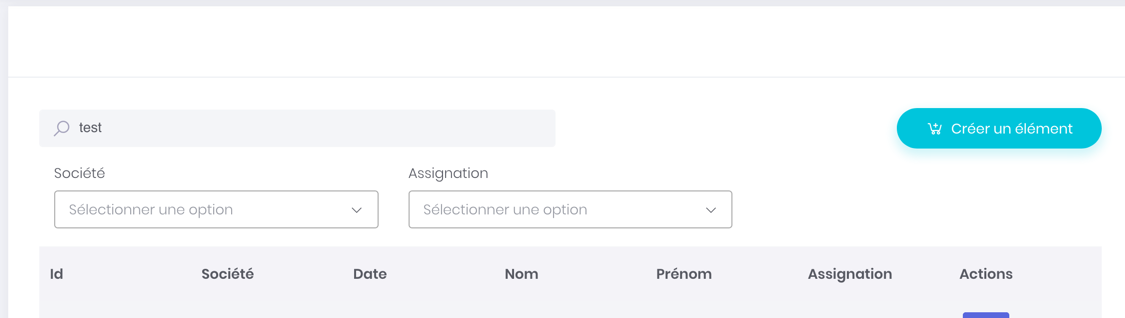 test
Créer un élément
Société
Assignation
Sélectionner une option
Sélectionner une option
Id Société Date Nom Prénom Assignation Actions